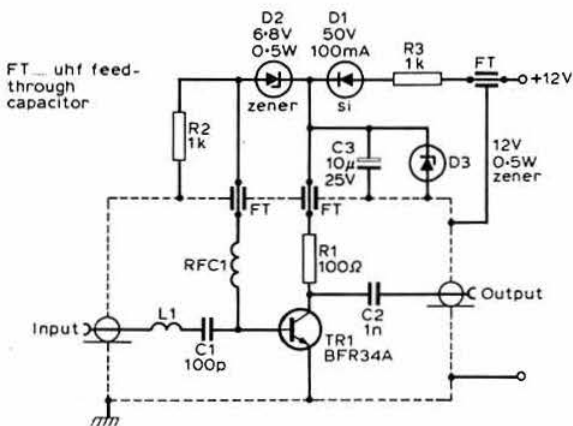 FT_ uhf feed-
through
capacitor
D2
6·8V
0·5W
zener
D1
50V
100mA
si
R3
1k
FT
+12V
R2
1k
C3
10µ
25V
D3
12V
0·5W
zener
FT
FT
RFC1
R1
100Ω
Input
L1
C1
100p
TR1
BFR34A
C2
1n
Output